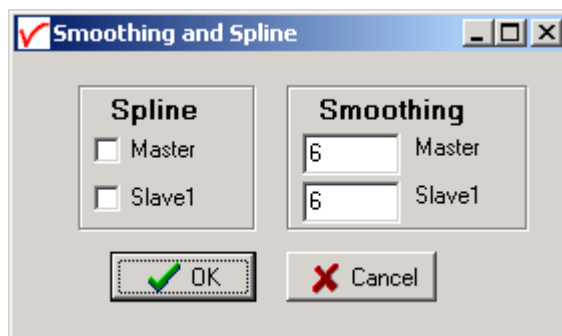 Smoothing and Spline
Spline
Master
Slave1
Smoothing
6 Master
6 Slave1
OK
Cancel